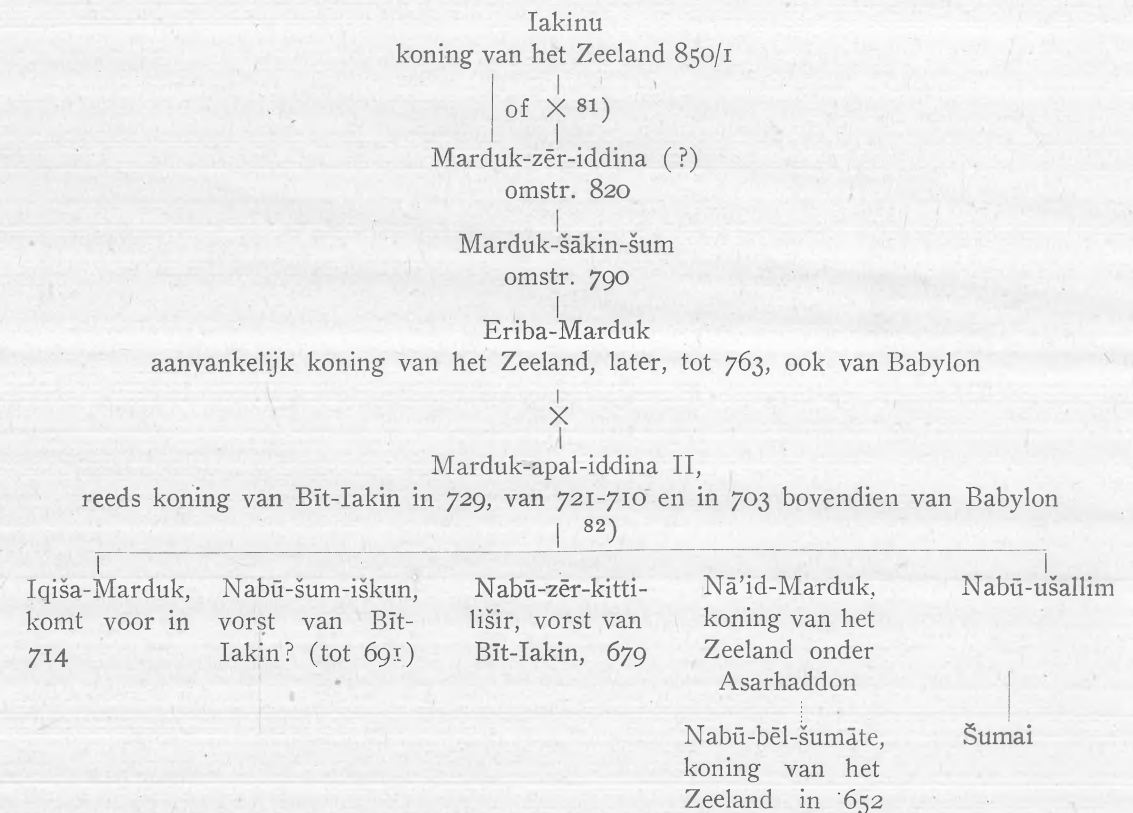 Iakinu
koning van het Zeeland 850/1
of × 81)
Marduk-zēr-iddina (?)
omstr. 820
Marduk-šākin-šum
omstr. 790
Eriba-Marduk
aanvankelijk koning van het Zeeland, later, tot 763, ook van Babylon
×
Marduk-apal-iddina II,
reeds koning van Bīt-Iakin in 729, van 721-710 en in 703 bovendien van Babylon
82)
Iqiša-Marduk,
komt voor in
714
Nabū-šum-iškun,
vorst van Bīt-
Iakin? (tot 691)
Nabū-zēr-kitti-
lišir, vorst van
Bīt-Iakin, 679
Nā’id-Marduk,
koning van het
Zeeland onder
Asarhaddon
Nabū-ušallim
Nabū-bēl-šumāte,
koning van het
Zeeland in 652
Šumai